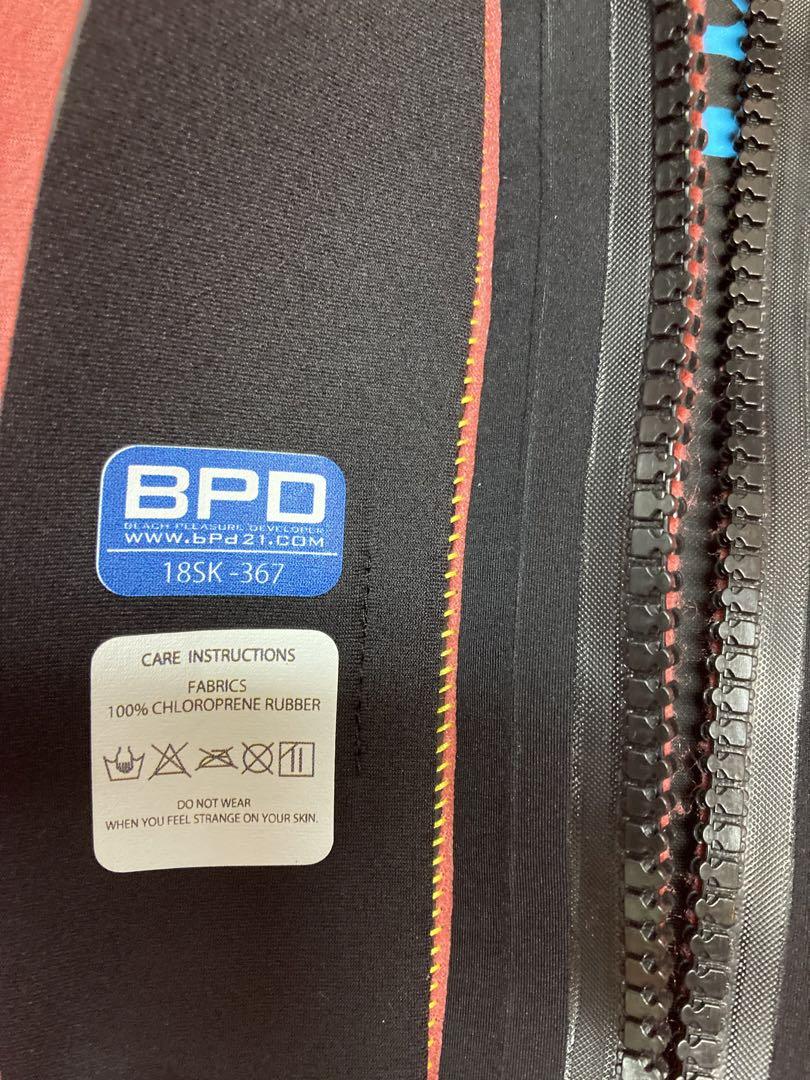 BPD
BEACH PLEASURE DEVELOPER
WWW.bPd21.COM
18SK -367
CARE INSTRUCTIONS
FABRICS
100% CHLOROPRENE RUBBER
DO NOT WEAR
WHEN YOU FEEL STRANGE ON YOUR SKIN.